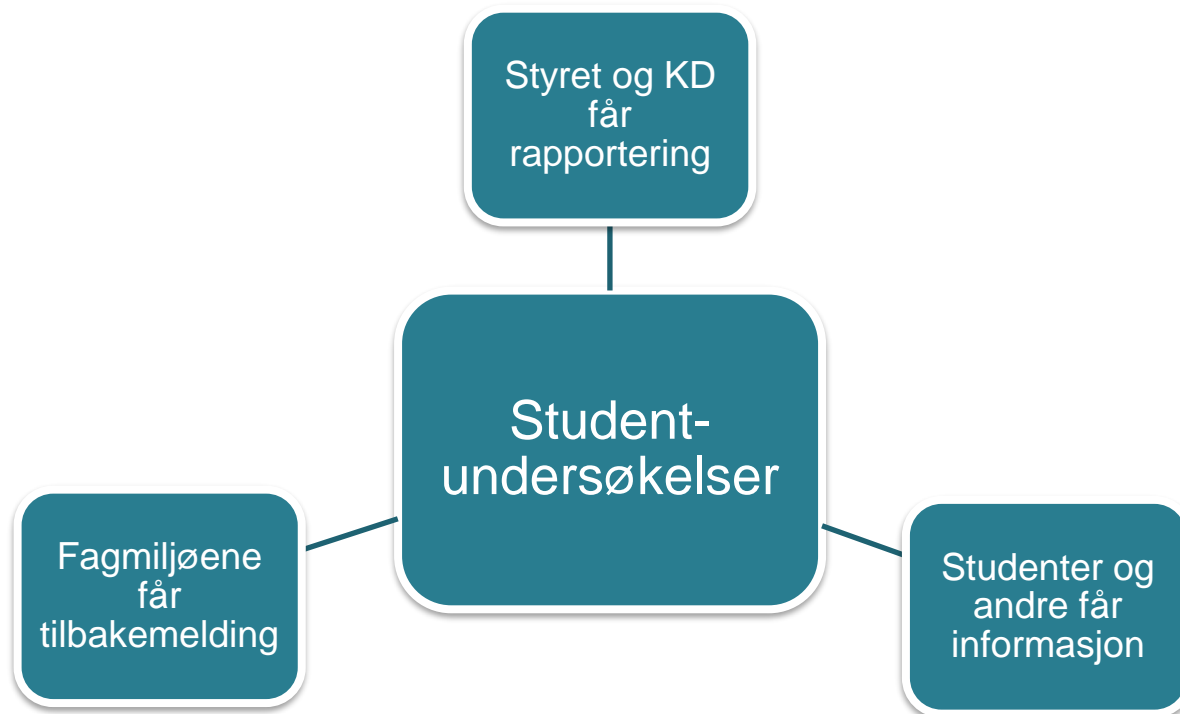 Styret og KD
får
rapportering
Student-
undersøkelser
Fagmiljøene
får
tilbakemelding
Studenter og
andre får
informasjon